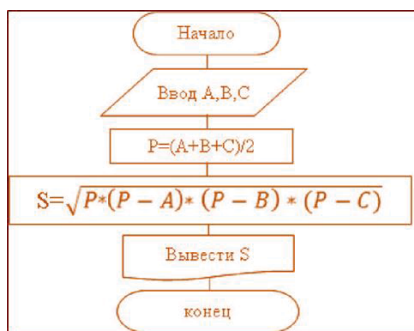 Начало
Ввод A,B,C
P=(A+B+C)/2
S=√P*(P − A)* (P − B) * (P − C)
Вывести S
конец